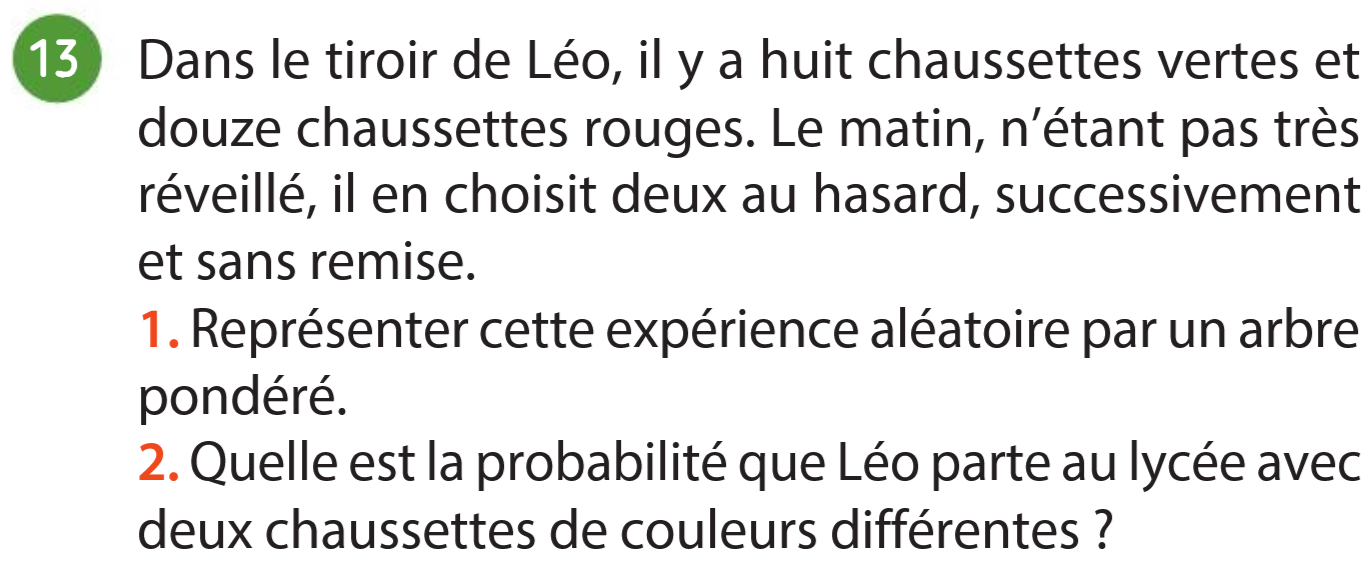 13 Dans le tiroir de Léo, il y a huit chaussettes vertes et
douze chaussettes rouges. Le matin, n’étant pas très
réveillé, il en choisit deux au hasard, successivement
et sans remise.
1. Représenter cette expérience aléatoire par un arbre
pondéré.
2. Quelle est la probabilité que Léo parte au lycée avec
deux chaussettes de couleurs différentes ?